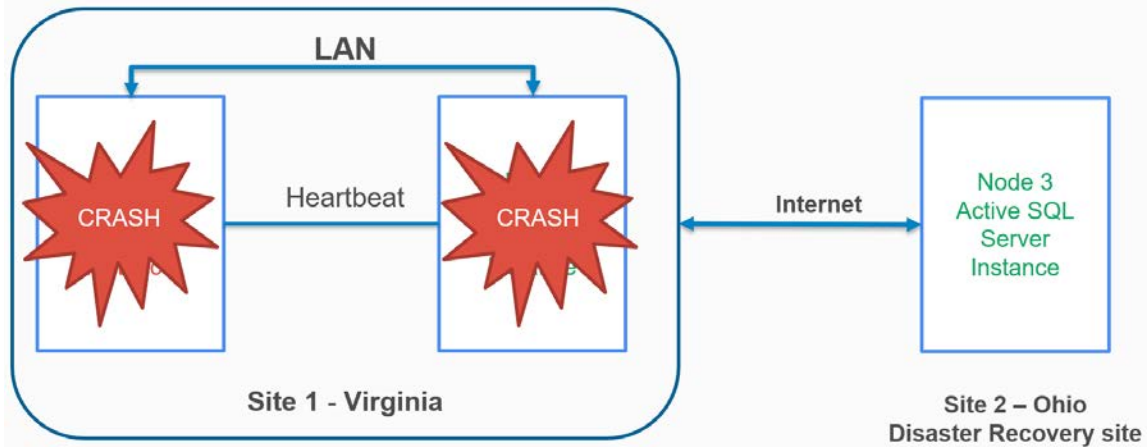 LAN
CRASH
Heartbeat
CRASH
Internet
Node 3
Active SQL
Server
Instance
Site 1 - Virginia
Site 2 – Ohio
Disaster Recovery site